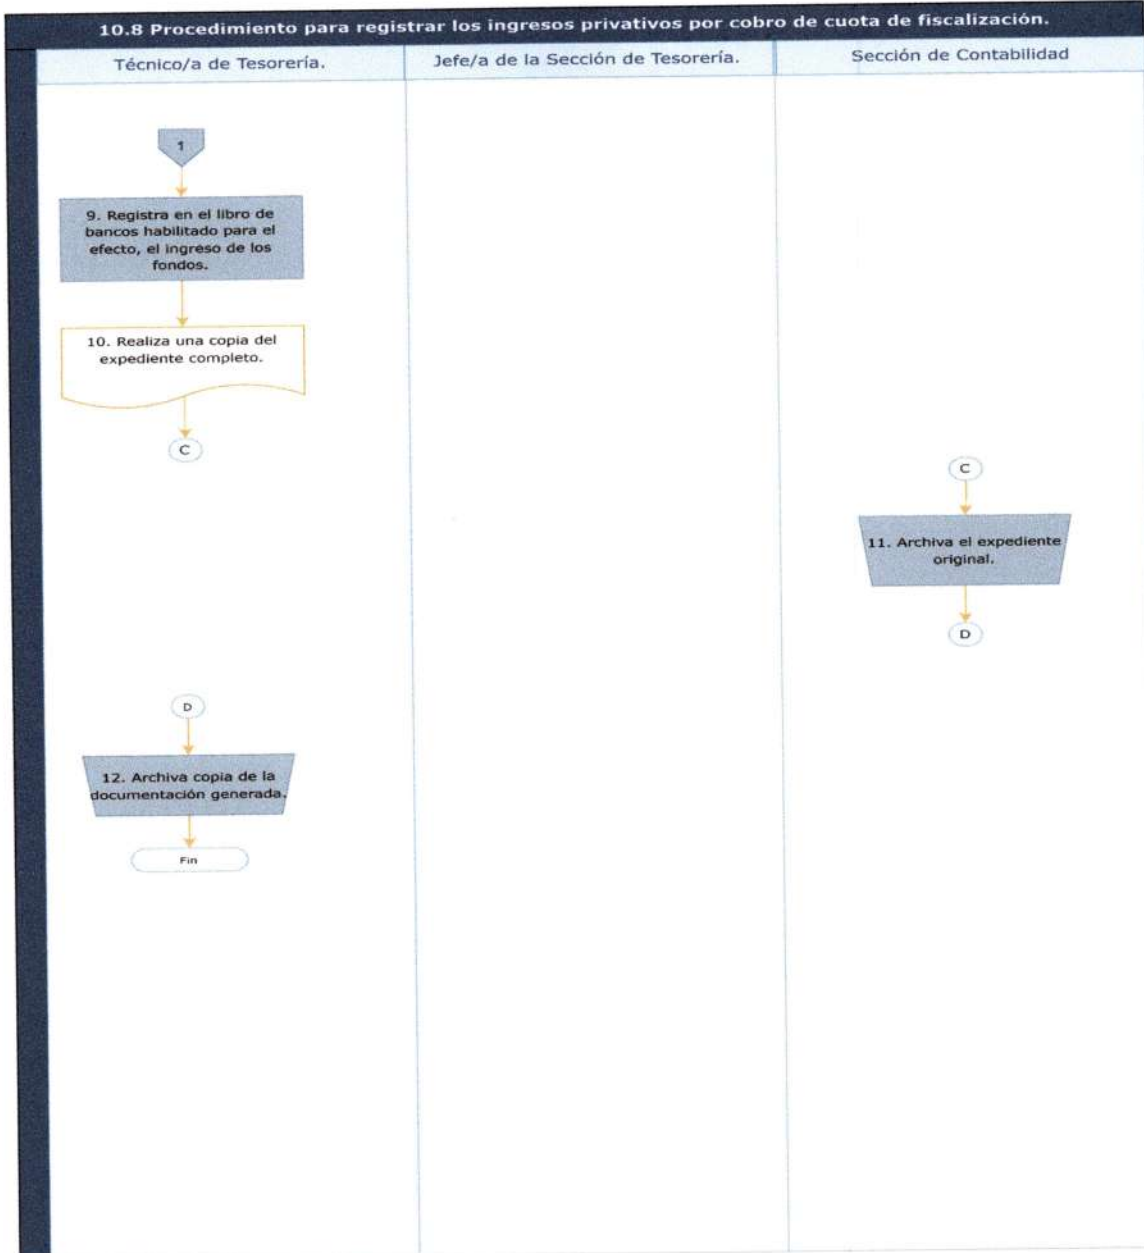 10.8 Procedimiento para registrar los ingresos privativos por cobro de cuota de fiscalización.
Técnico/a de Tesorería.
Jefe/a de la Sección de Tesorería.
Sección de Contabilidad
1
9. Registra en el libro de
bancos habilitado para el
efecto, el ingreso de los
fondos.
10. Realiza una copia del
expediente completo.
C
C
11. Archiva el expediente
original.
D
D
12. Archiva copia de la
documentación generada.
Fin